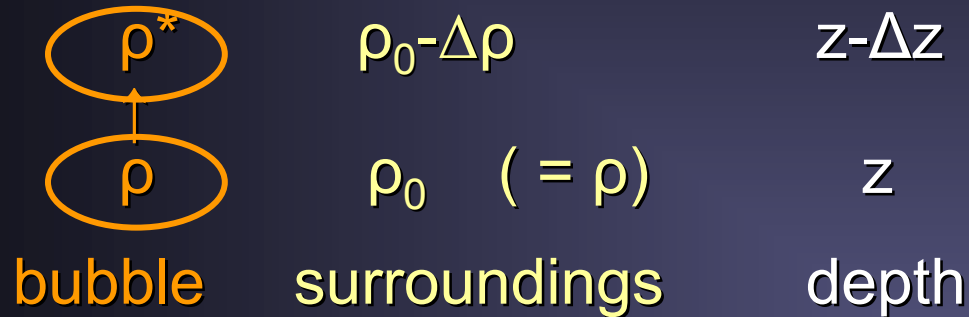 ρ* ρ₀-Δρ z-Δz
ρ ρ₀ ( = ρ) z
bubble surroundings depth